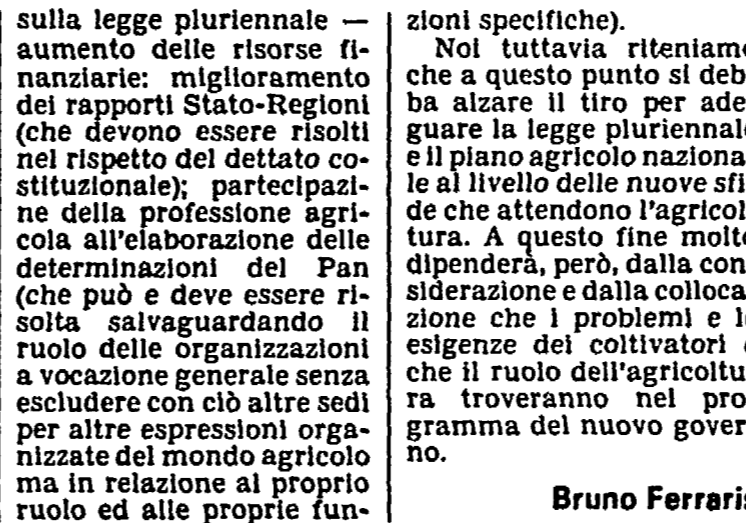 sulla legge pluriennale —
aumento delle risorse fi-
nanziarie: miglioramento
dei rapporti Stato-Regioni
(che devono essere risolti
nel rispetto del dettato co-
stituzionale); partecipazi-
ne della professione agri-
cola all'elaborazione delle
determinazioni del Pan
(che può e deve essere ri-
solta salvaguardando il
ruolo delle organizzazioni
a vocazione generale senza
escludere con ciò altre sedi
per altre espressioni orga-
nizzate del mondo agricolo
ma in relazione al proprio
ruolo ed alle proprie fun-
zioni specifiche).
Noi tuttavia riteniamo
che a questo punto si deb-
ba alzare il tiro per ade-
guare la legge pluriennale
e il piano agricolo naziona-
le al livello delle nuove sfi-
de che attendono l'agricol-
tura. A questo fine molto
dipenderà, però, dalla con-
siderazione e dalla colloca-
zione che i problemi e le
esigenze dei coltivatori e
che il ruolo dell'agricoltu-
ra troveranno nel pro-
gramma del nuovo gover-
no.
Bruno Ferraris